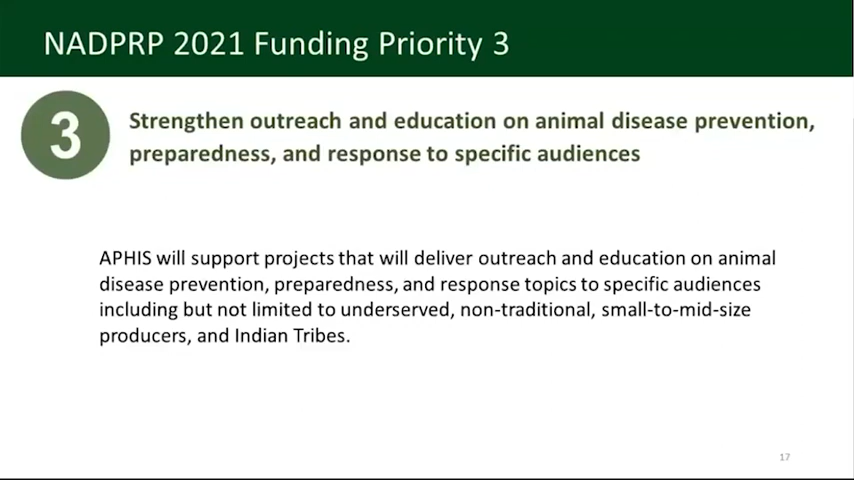 NADPRP 2021 Funding Priority 3
3
Strengthen outreach and education on animal disease prevention,
preparedness, and response to specific audiences
APHIS will support projects that will deliver outreach and education on animal
disease prevention, preparedness, and response topics to specific audiences
including but not limited to underserved, non-traditional, small-to-mid-size
producers, and Indian Tribes.
17